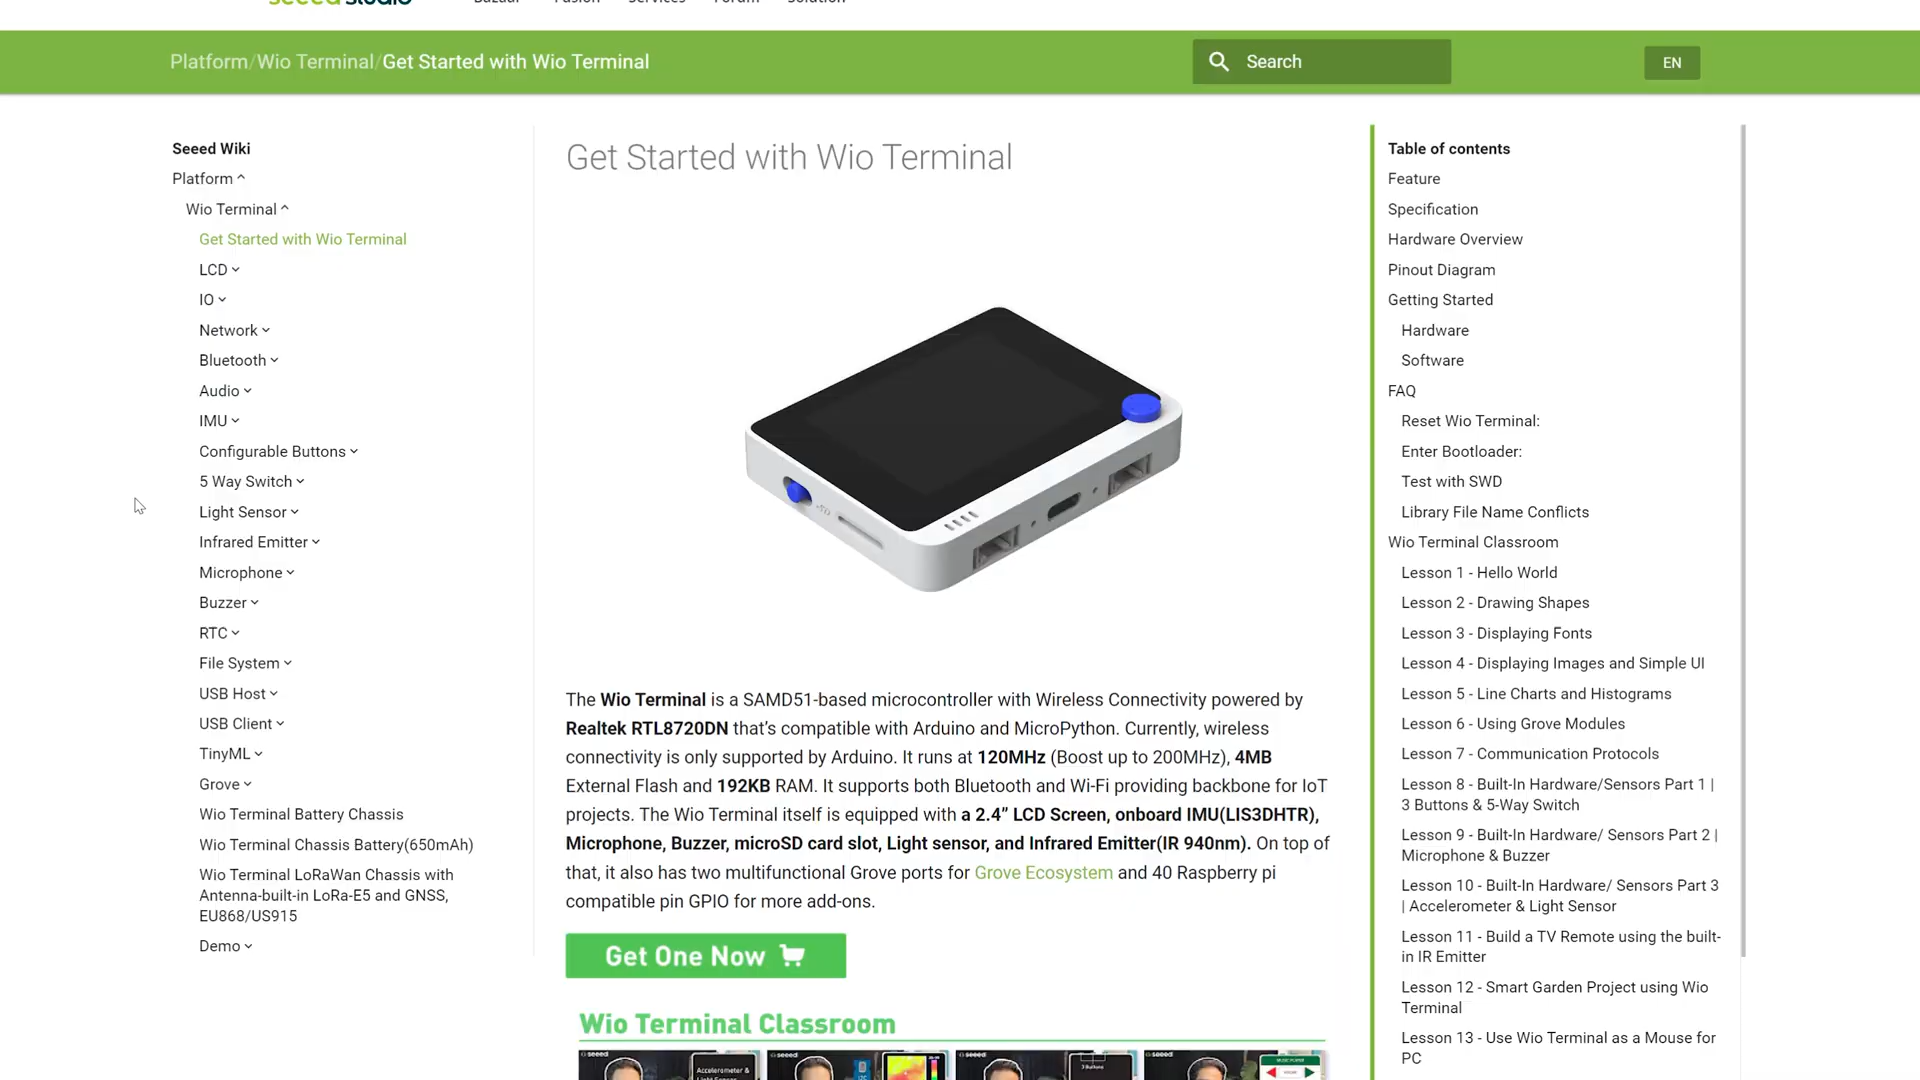 seeed studio
Bazaar Fusion Services Forum Solution
Platform/Wio Terminal/Get Started with Wio Terminal
Search
EN
Seeed Wiki
Platform
Wio Terminal
Get Started with Wio Terminal
LCD
IO
Network
Bluetooth
Audio
IMU
Configurable Buttons
5 Way Switch
Light Sensor
Infrared Emitter
Microphone
Buzzer
RTC
File System
USB Host
USB Client
TinyML
Grove
Wio Terminal Battery Chassis
Wio Terminal Chassis Battery(650mAh)
Wio Terminal LoRaWan Chassis with
Antenna-built-in LoRa-E5 and GNSS,
EU868/US915
Demo
Get Started with Wio Terminal
The Wio Terminal is a SAMD51-based microcontroller with Wireless Connectivity powered by
Realtek RTL8720DN that's compatible with Arduino and MicroPython. Currently, wireless
connectivity is only supported by Arduino. It runs at 120MHz (Boost up to 200MHz), 4MB
External Flash and 192KB RAM. It supports both Bluetooth and Wi-Fi providing backbone for IoT
projects. The Wio Terminal itself is equipped with a 2.4” LCD Screen, onboard IMU(LIS3DHTR),
Microphone, Buzzer, microSD card slot, Light sensor, and Infrared Emitter(IR 940nm). On top of
that, it also has two multifunctional Grove ports for Grove Ecosystem and 40 Raspberry pi
compatible pin GPIO for more add-ons.
Get One Now
Wio Terminal Classroom
seeed
Accelerometer &
seeed
seeed
3 Buttons
seeed
Table of contents
Feature
Specification
Hardware Overview
Pinout Diagram
Getting Started
Hardware
Software
FAQ
Reset Wio Terminal:
Enter Bootloader:
Test with SWD
Library File Name Conflicts
Wio Terminal Classroom
Lesson 1 - Hello World
Lesson 2 - Drawing Shapes
Lesson 3 - Displaying Fonts
Lesson 4 - Displaying Images and Simple UI
Lesson 5 - Line Charts and Histograms
Lesson 6 - Using Grove Modules
Lesson 7 - Communication Protocols
Lesson 8 - Built-In Hardware/Sensors Part 1 |
3 Buttons & 5-Way Switch
Lesson 9 - Built-In Hardware/ Sensors Part 2 |
Microphone & Buzzer
Lesson 10 - Built-In Hardware/ Sensors Part 3
| Accelerometer & Light Sensor
Lesson 11 - Build a TV Remote using the built-
in IR Emitter
Lesson 12 - Smart Garden Project using Wio
Terminal
Lesson 13 - Use Wio Terminal as a Mouse for
PC